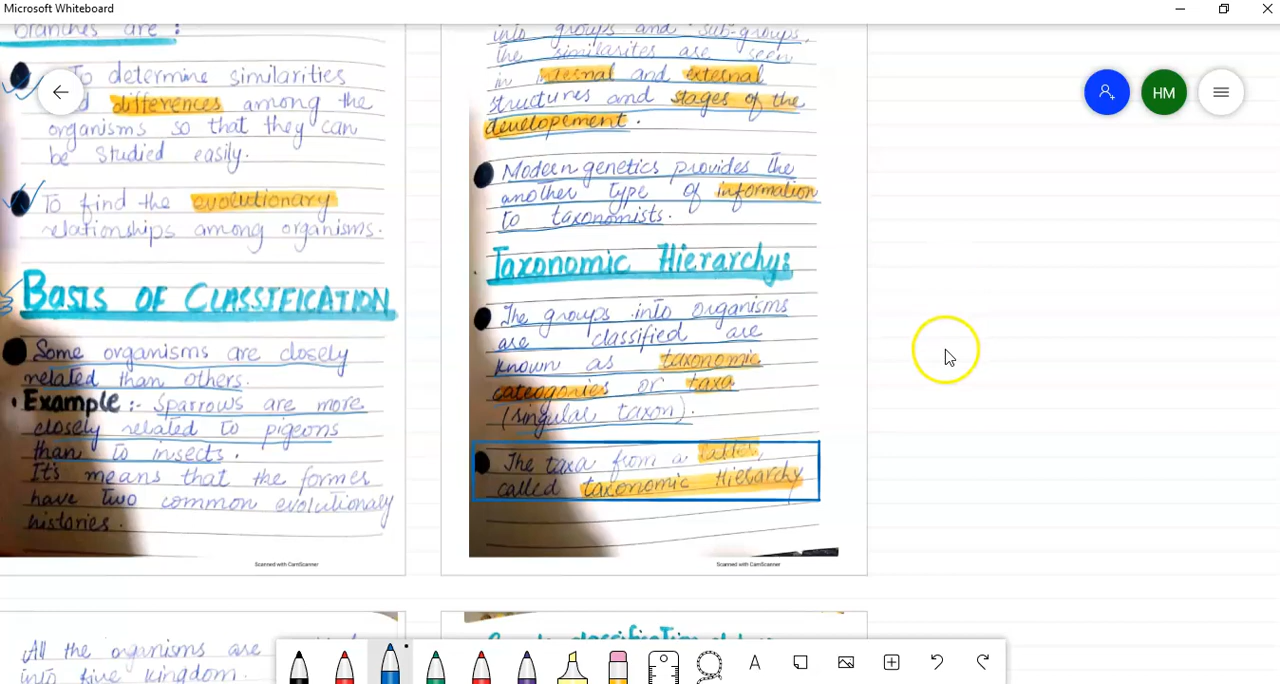 Microsoft Whiteboard
branches are :
To determine similarities
differences among the
organisms so that they can
be studied easily.
To find the evolutionary
relationships among organisms.
BASIS OF CLASSIFICATION
Some organisms are closely
related than others.
Example :- Sparrows are more
closely related to pigeons
than to insects.
It's means that the former
have two common evolutionary
histories.
Scanned with CamScanner
All the organisms are
into five kingdom.
into groups and sub-groups,
The similarites are seen
in internal and external
structures and stages of the
developement.
Modern genetics provides the
another type of information
to taxonomists.
Taxonomic Hierarchy:
The groups into organisms
are classified are
known as taxonomic
categories or taxa
(singular taxon).
The taxa from a latter,
called taxonomic Hierarchy
Scanned with CamScanner
HM
A